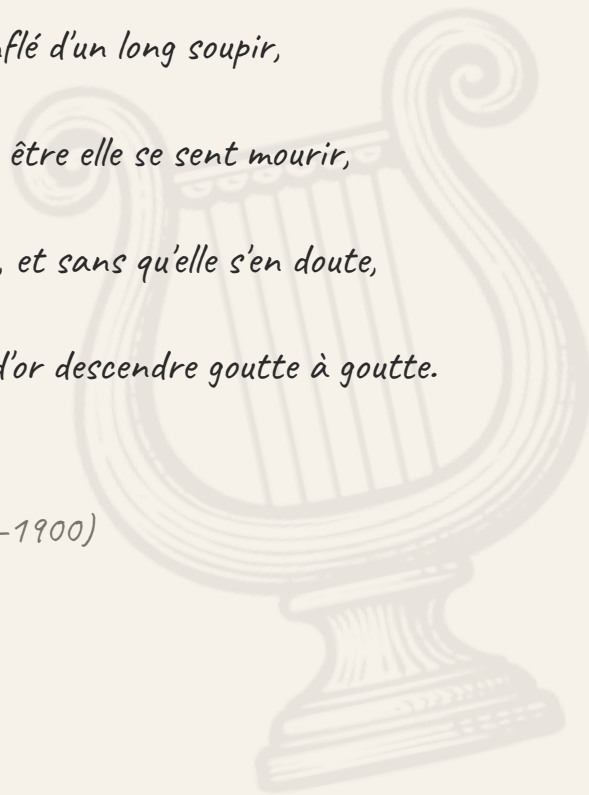 nflé d'un long soupir,
être elle se sent mourir,
, et sans qu'elle s'en doute,
d'or descendre goutte à goutte.
–1900)